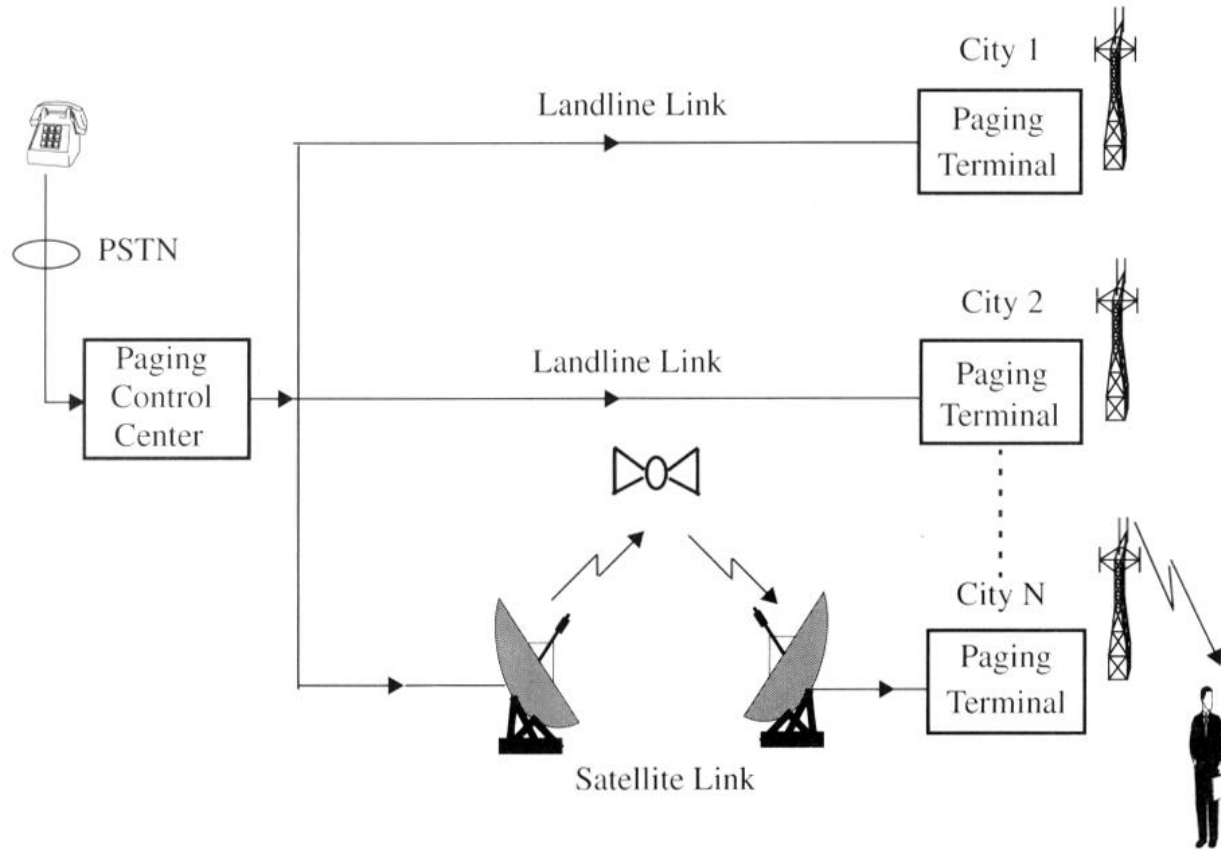 City 1
Landline Link
Paging
Terminal
PSTN
City 2
Paging
Control
Center
Landline Link
Paging
Terminal
City N
Paging
Terminal
Satellite Link